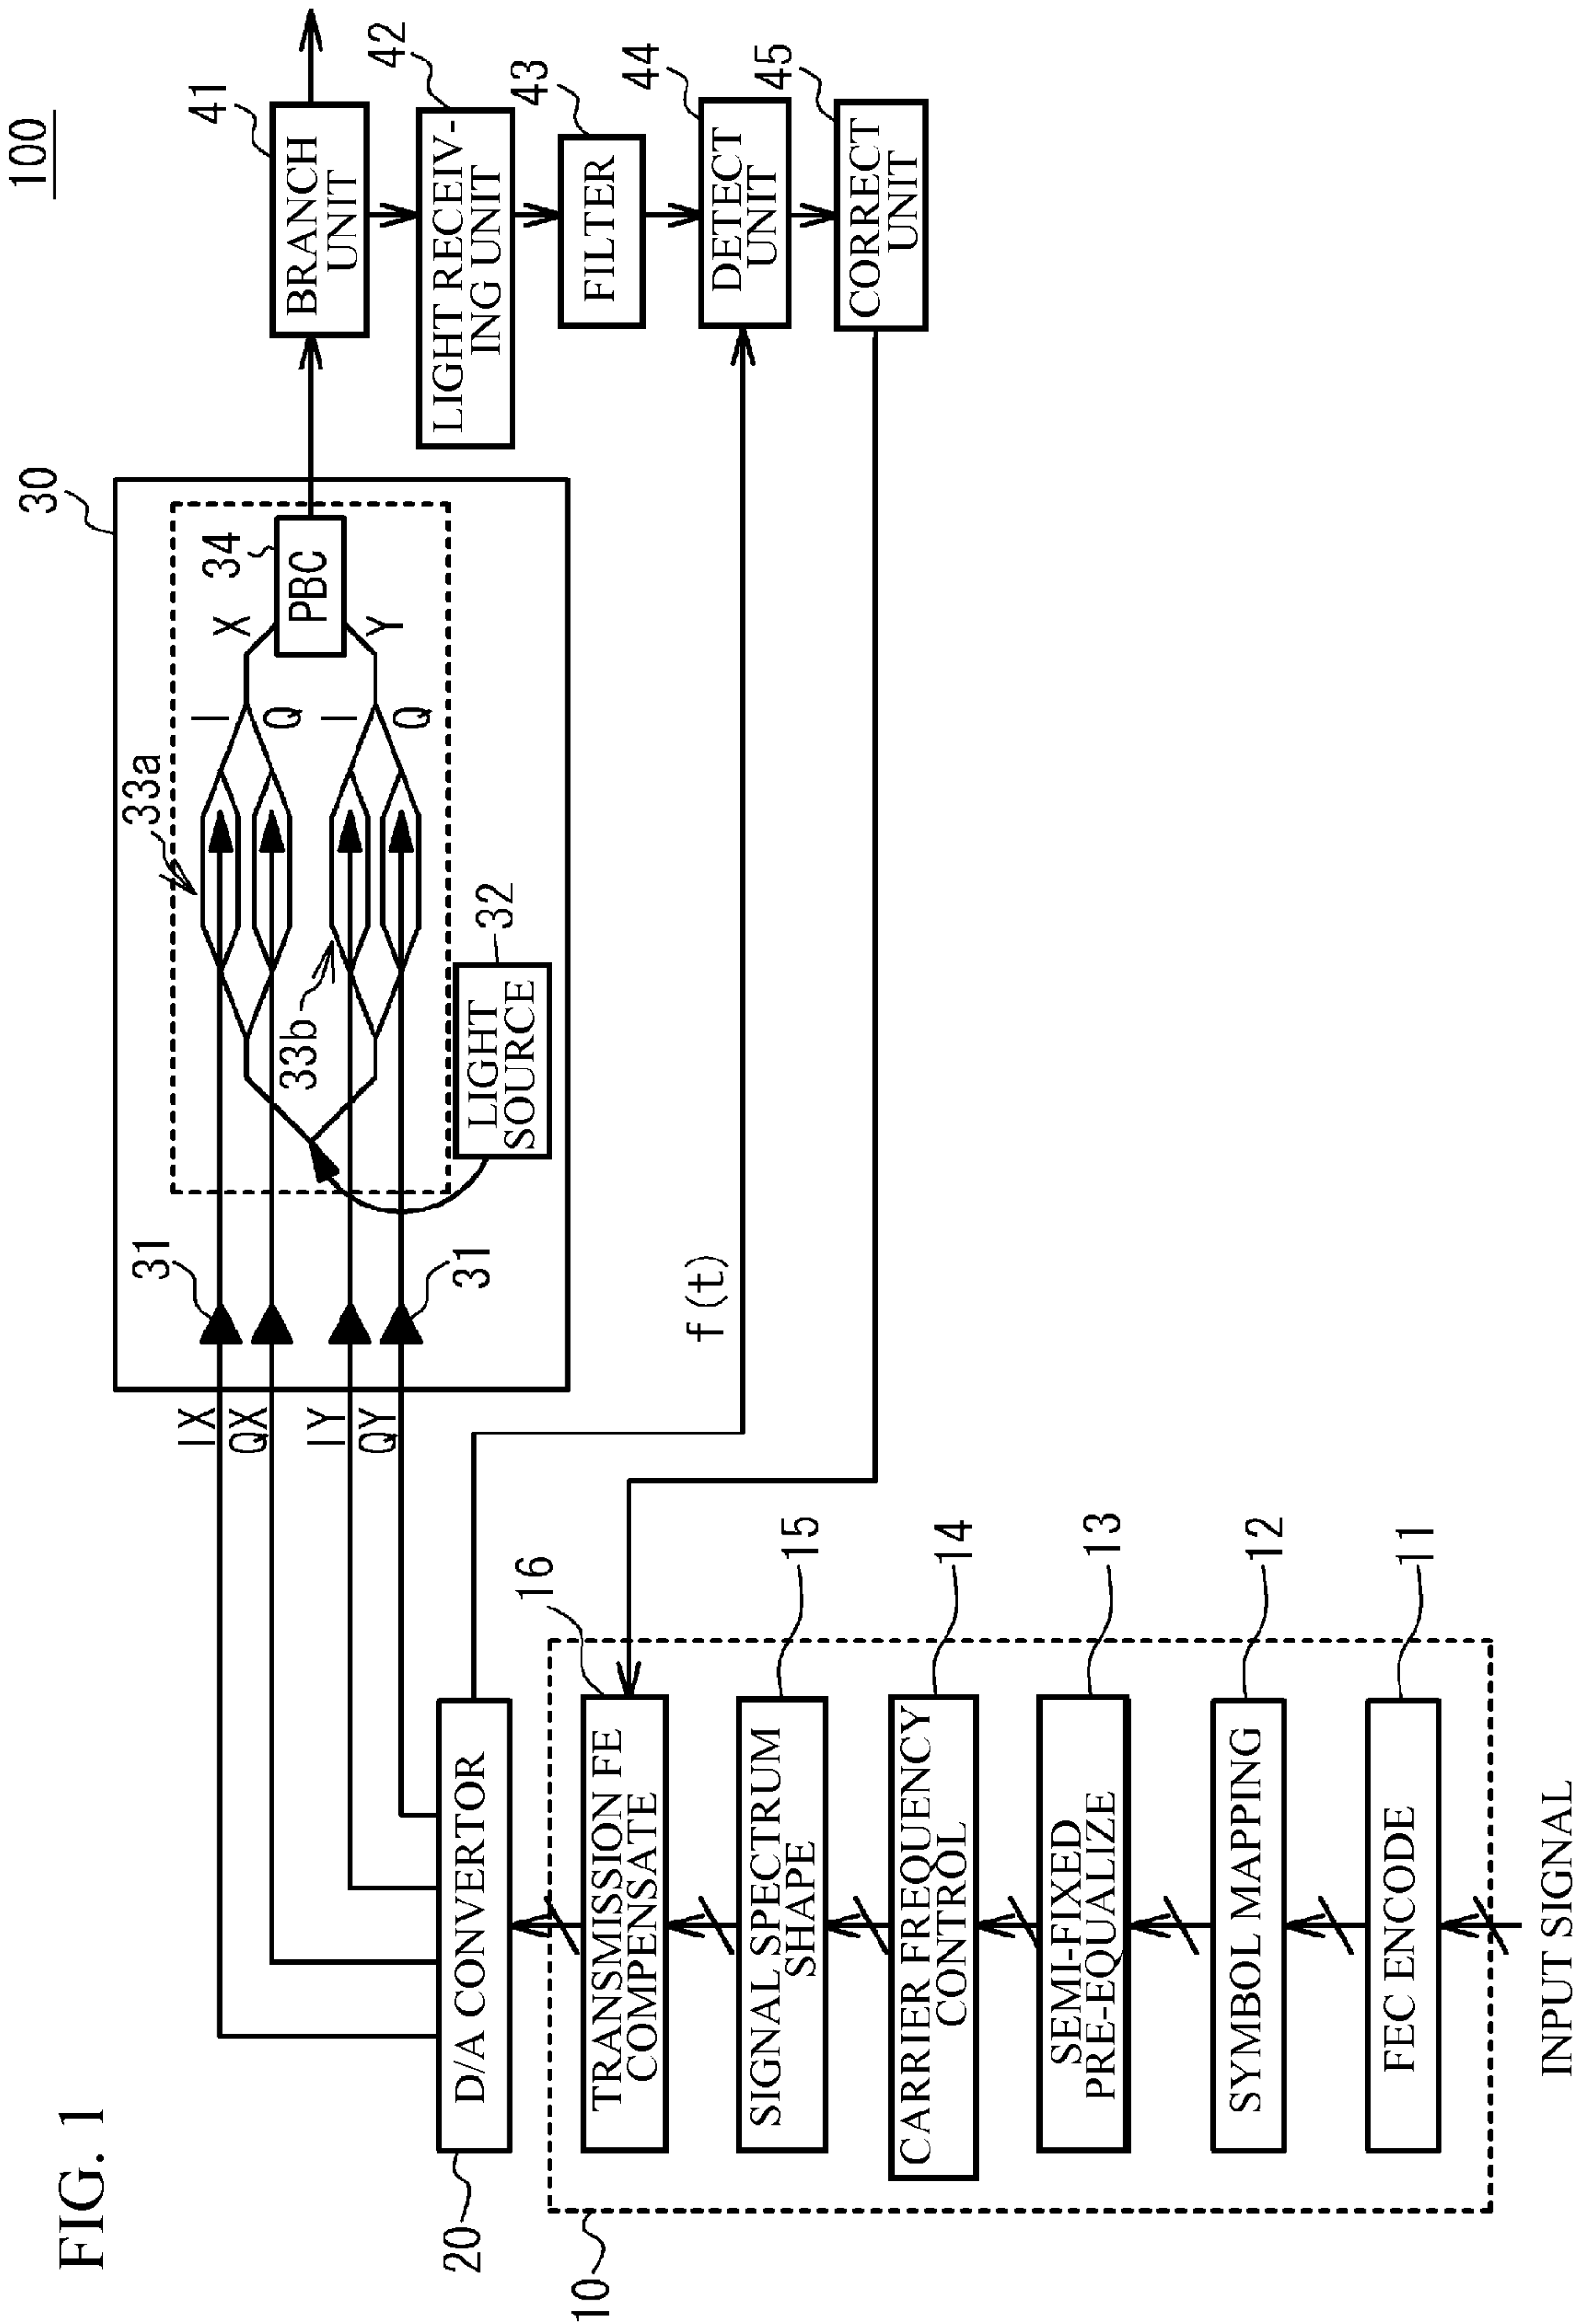 FIG. 1
100
30
34
X
PBC
Y
I
Q
I
Q
33a
33b
32
LIGHT
SOURCE
31
31
IX
QX
IY
QY
41
BRANCH
UNIT
42
LIGHT RECEIV-
ING UNIT
43
FILTER
44
DETECT
UNIT
45
CORRECT
UNIT
f(t)
20
D/A CONVERTOR
10
16
TRANSMISSION FE
COMPENSATE
15
SIGNAL SPECTRUM
SHAPE
14
CARRIER FREQUENCY
CONTROL
13
SEMI-FIXED
PRE-EQUALIZE
12
SYMBOL MAPPING
11
FEC ENCODE
INPUT SIGNAL